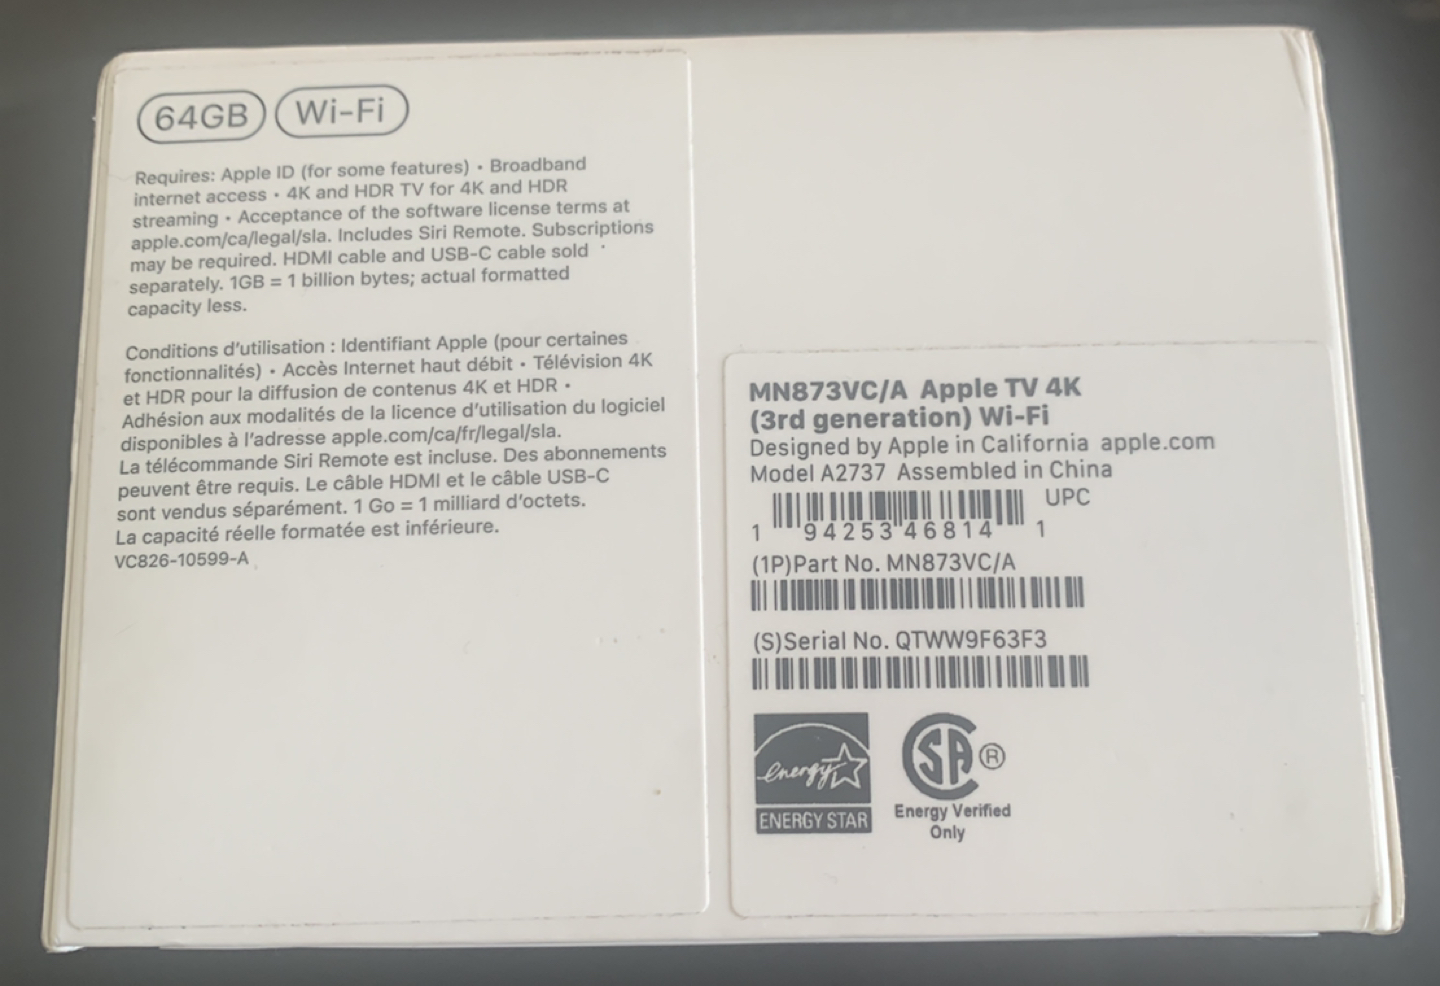 64GB Wi-Fi
Requires: Apple ID (for some features) • Broadband
internet access • 4K and HDR TV for 4K and HDR
streaming • Acceptance of the software license terms at
apple.com/ca/legal/sla. Includes Siri Remote. Subscriptions
may be required. HDMI cable and USB-C cable sold
separately. 1GB = 1 billion bytes; actual formatted
capacity less.
Conditions d'utilisation : Identifiant Apple (pour certaines
fonctionnalités) • Accès Internet haut débit • Télévision 4K
et HDR pour la diffusion de contenus 4K et HDR •
Adhésion aux modalités de la licence d'utilisation du logiciel
disponibles à l'adresse apple.com/ca/fr/legal/sla.
La télécommande Siri Remote est incluse. Des abonnements
peuvent être requis. Le câble HDMI et le câble USB-C
sont vendus séparément. 1 Go = 1 milliard d'octets.
La capacité réelle formatée est inférieure.
VC826-10599-A
MN873VC/A Apple TV 4K
(3rd generation) Wi-Fi
Designed by Apple in California apple.com
Model A2737 Assembled in China
UPC
1 94253 46814 1
(1P)Part No. MN873VC/A
(S)Serial No. QTWW9F63F3
energy
ENERGY STAR
SA ®
Energy Verified
Only